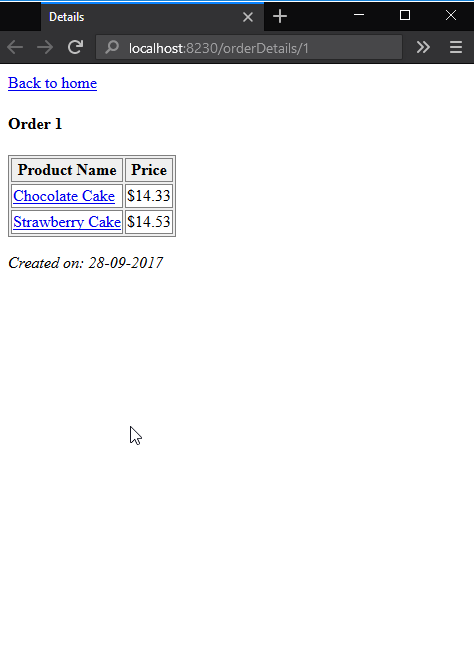 Details
localhost:8230/orderDetails/1
Back to home
Order 1
Product Name Price
Chocolate Cake $14.33
Strawberry Cake $14.53
Created on: 28-09-2017